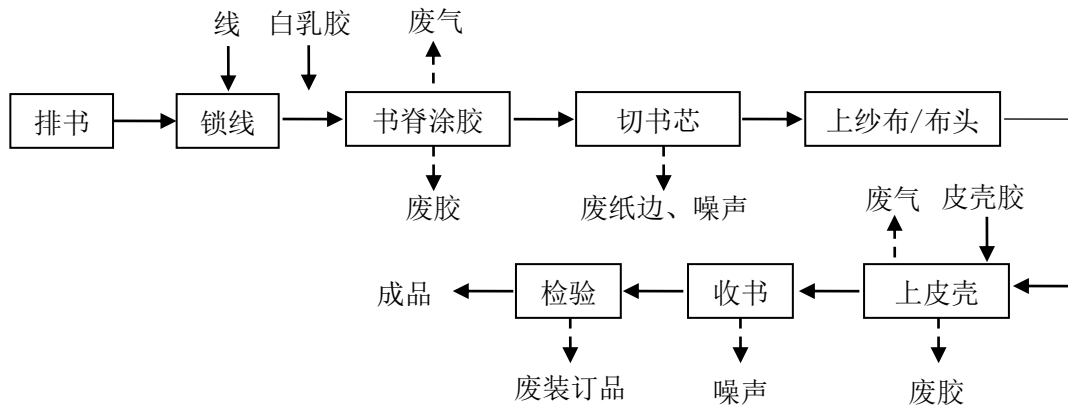 线 白乳胶 废气
排书 锁线 书脊涂胶 切书芯 上纱布/布头
废胶 废纸边、噪声
废气 皮壳胶
成品 检验 收书 上皮壳
废装订品 噪声 废胶